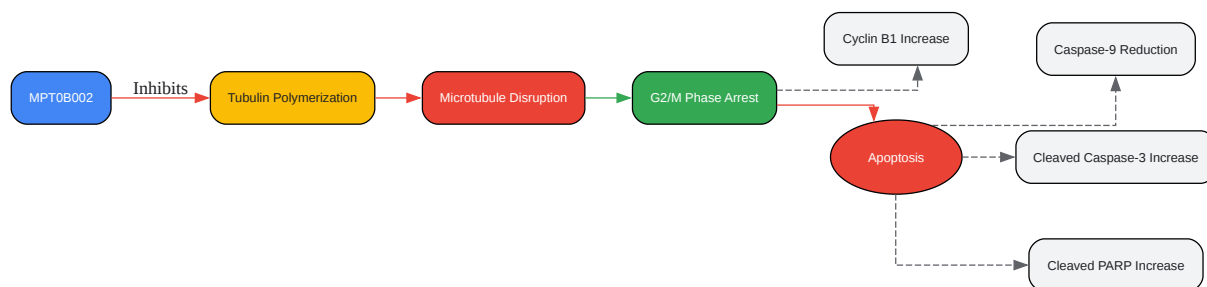 MPT0B002
Inhibits
Tubulin Polymerization
Microtubule Disruption
G2/M Phase Arrest
Cyclin B1 Increase
Caspase-9 Reduction
Apoptosis
Cleaved Caspase-3 Increase
Cleaved PARP Increase